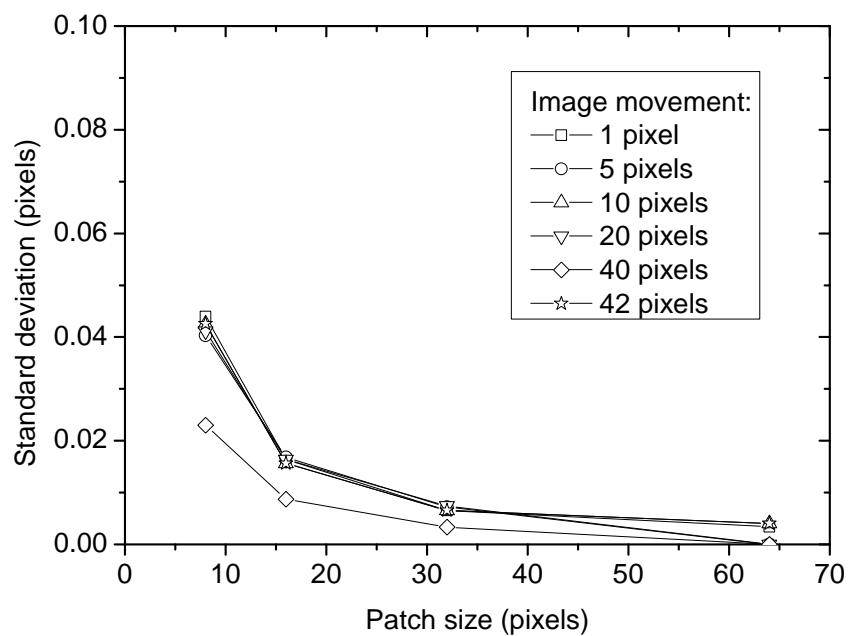 0.10
0.08
0.06
0.04
0.02
0.00
Standard deviation (pixels)
Image movement:
1 pixel
5 pixels
10 pixels
20 pixels
40 pixels
42 pixels
0 10 20 30 40 50 60 70
Patch size (pixels)